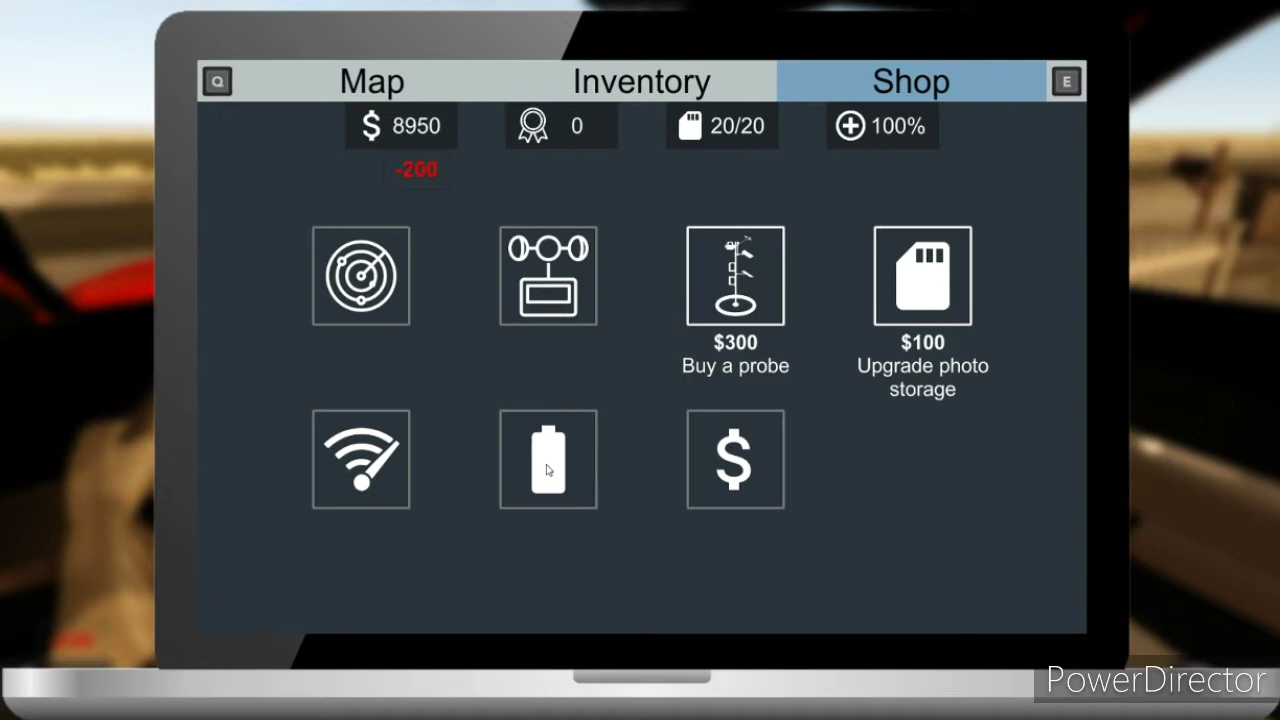 Q Map Inventory Shop E
$ 8950 0 20/20 100%
-200
$300 $100
Buy a probe Upgrade photo
storage
$
PowerDirector